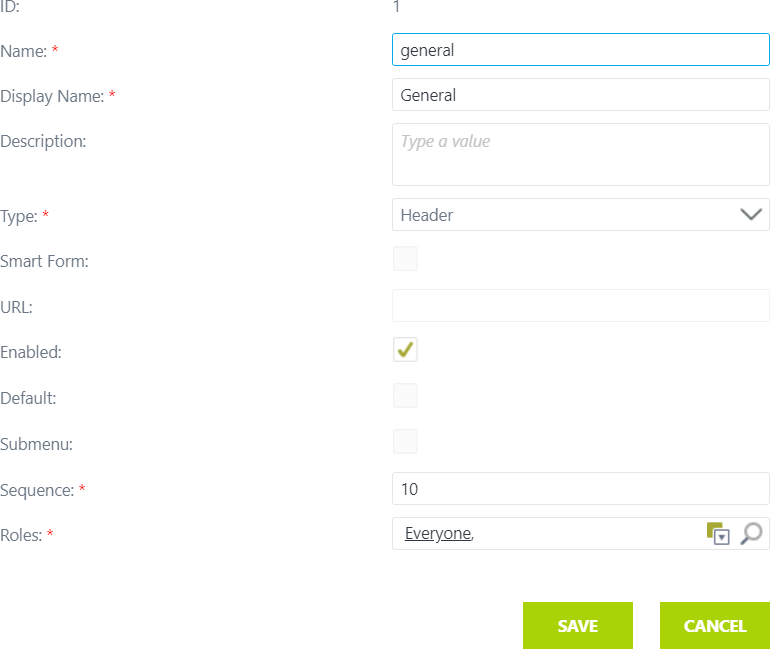 ID: 1
Name: * general
Display Name: * General
Description: Type a value
Type: * Header
Smart Form:
URL:
Enabled:
Default:
Submenu:
Sequence: * 10
Roles: * Everyone,
SAVE CANCEL